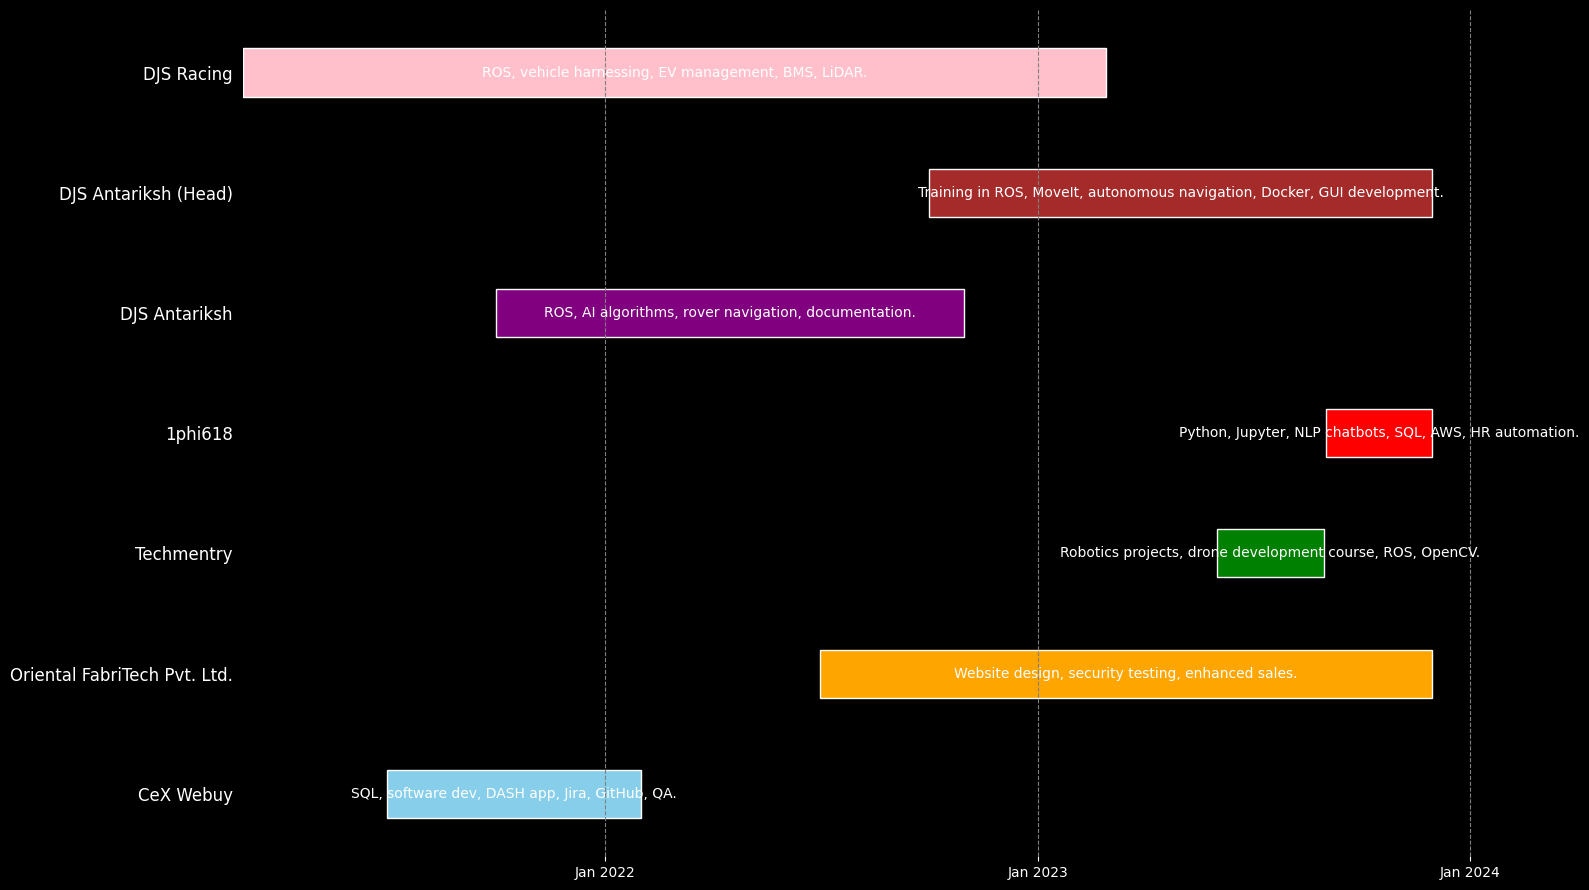 DJS Racing
ROS, vehicle harnessing, EV management, BMS, LiDAR.
DJS Antariksh (Head)
Training in ROS, MoveIt, autonomous navigation, Docker, GUI development.
DJS Antariksh
ROS, AI algorithms, rover navigation, documentation.
1phi618
Python, Jupyter, NLP chatbots, SQL, AWS, HR automation.
Techmentry
Robotics projects, drone development course, ROS, OpenCV.
Oriental FabriTech Pvt. Ltd.
Website design, security testing, enhanced sales.
CeX Webuy
SQL, software dev, DASH app, Jira, GitHub, QA.
Jan 2022
Jan 2023
Jan 2024